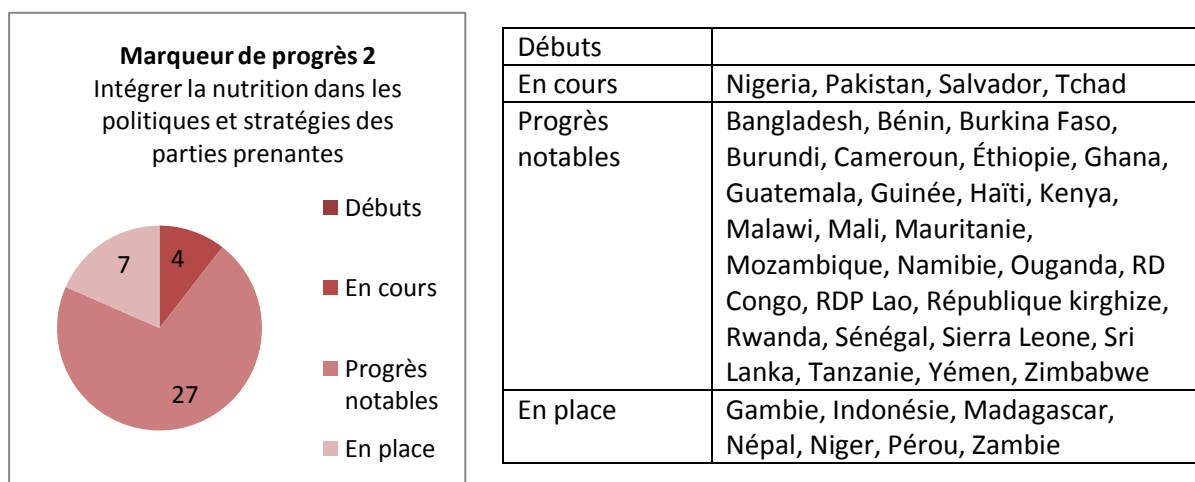 Marqueur de progrès 2
Intégrer la nutrition dans les
politiques et stratégies des
parties prenantes
Débuts
En cours
Progrès
notables
En place
7
4
27
Débuts
En cours
Nigeria, Pakistan, Salvador, Tchad
Progrès
notables
Bangladesh, Bénin, Burkina Faso,
Burundi, Cameroun, Éthiopie, Ghana,
Guatemala, Guinée, Haïti, Kenya,
Malawi, Mali, Mauritanie,
Mozambique, Namibie, Ouganda, RD
Congo, RDP Lao, République kirghize,
Rwanda, Sénégal, Sierra Leone, Sri
Lanka, Tanzanie, Yémen, Zimbabwe
En place
Gambie, Indonésie, Madagascar,
Népal, Niger, Pérou, Zambie